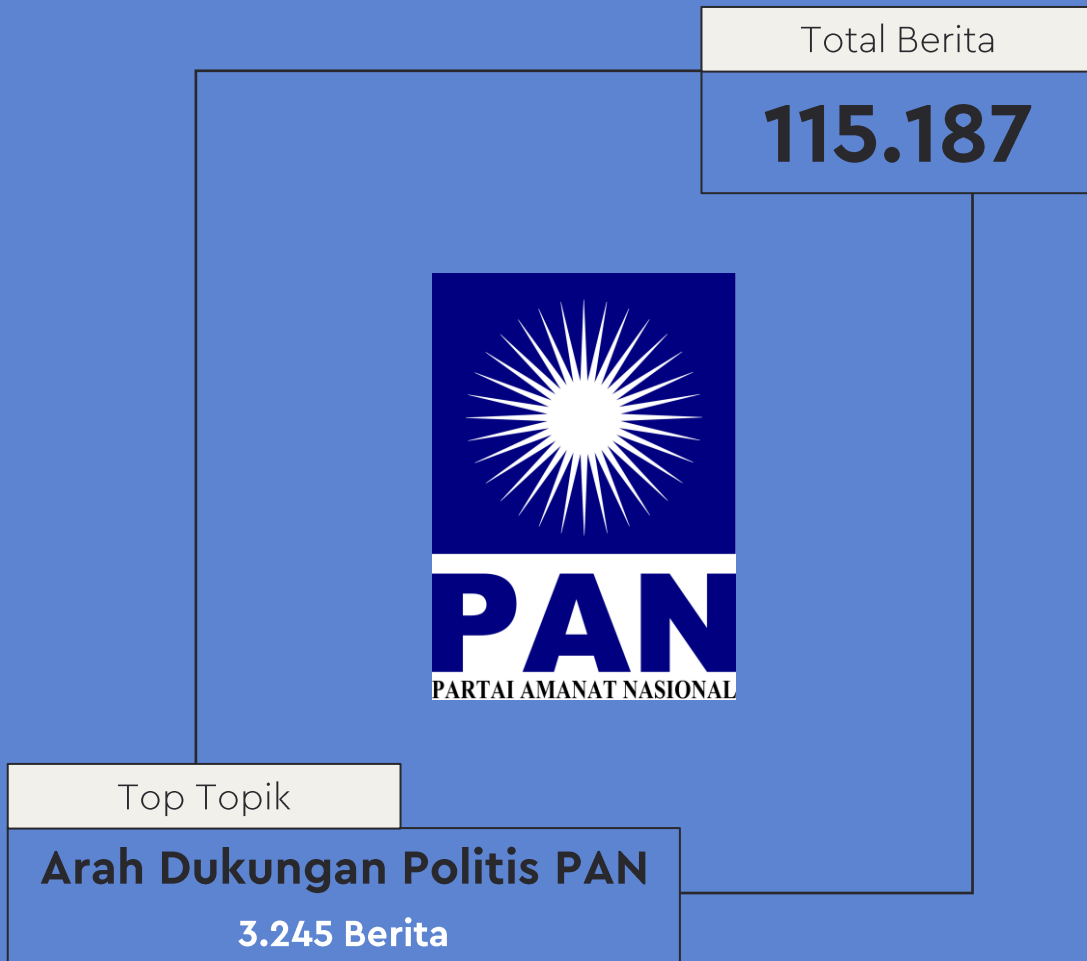 Total Berita
115.187
PAN
PARTAI AMANAT NASIONAL
Top Topik
Arah Dukungan Politis PAN
3.245 Berita